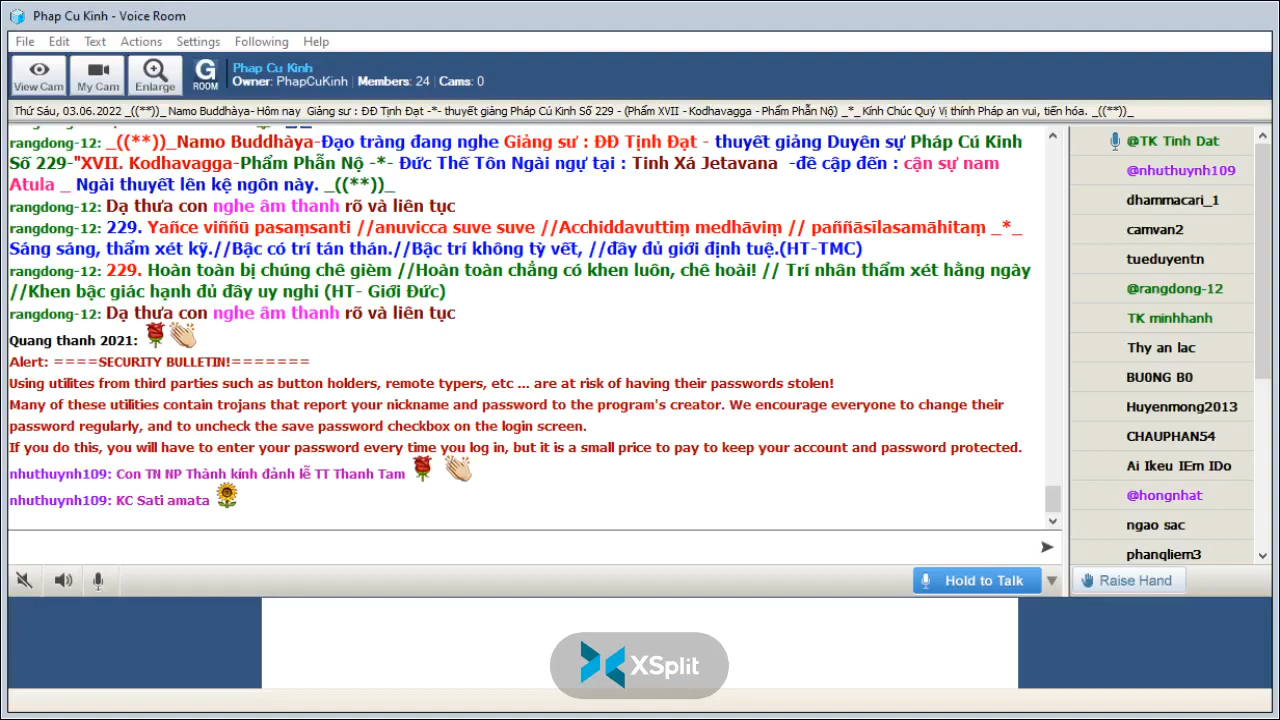 Phap Cu Kinh - Voice Room
File Edit Text Actions Settings Following Help
View Cam My Cam Enlarge G ROOM
Phap Cu Kinh
Owner: PhapCuKinh | Members: 24 | Cams: 0
Thứ Sáu, 03.06.2022 _((**))_ Namo Buddhàya- Hôm nay Giảng sư : ĐĐ Tịnh Đạt -*- thuyết giảng Pháp Cú Kinh Số 229 - (Phẩm XVII - Kodhavagga - Phẩm Phẫn Nộ) _*_ Kính Chúc Quý Vị thính Pháp an vui, tiến hóa. _((**))_
rangdong-12: _((**))_Namo Buddhàya-Đạo tràng đang nghe Giảng sư : ĐĐ Tịnh Đạt - thuyết giảng Duyên sự Pháp Cú Kinh
Số 229-"XVII. Kodhavagga-Phẩm Phẫn Nộ -*- Đức Thế Tôn Ngài ngự tại : Tinh Xá Jetavana -đề cập đến : cận sự nam
Atula _ Ngài thuyết lên kệ ngôn này. _((**))_
rangdong-12: Dạ thưa con nghe âm thanh rõ và liên tục
rangdong-12: 229. Yañce viññū pasaṃsanti //anuvicca suve suve //Acchiddavuttiṃ medhāviṃ // paññāsīlasamāhitaṃ _*_
Sáng sáng, thẩm xét kỹ.//Bậc có trí tán thán.//Bậc trí không tỳ vết, //đầy đủ giới định tuệ.(HT-TMC)
rangdong-12: 229. Hoàn toàn bị chúng chê gièm //Hoàn toàn chẳng có khen luôn, chê hoài! // Trí nhân thẩm xét hằng ngày
//Khen bậc giác hạnh đủ đầy uy nghi (HT- Giới Đức)
rangdong-12: Dạ thưa con nghe âm thanh rõ và liên tục
Quang thanh 2021:
Alert: ====SECURITY BULLETIN!=======
Using utilites from third parties such as button holders, remote typers, etc ... are at risk of having their passwords stolen!
Many of these utilities contain trojans that report your nickname and password to the program's creator. We encourage everyone to change their
password regularly, and to uncheck the save password checkbox on the login screen.
If you do this, you will have to enter your password every time you log in, but it is a small price to pay to keep your account and password protected.
nhuthuynh109: Con TN NP Thành kính đảnh lễ TT Thanh Tam
nhuthuynh109: KC Sati amata
@TK Tinh Dat
@nhuthuynh109
dhammacari_1
camvan2
tueduyentn
@rangdong-12
TK minhhanh
Thy an lac
BU0NG B0
Huyenmong2013
CHAUPHAN54
Ai lkeu IEm IDo
@hongnhat
ngao sac
phangliem3
Hold to Talk
Raise Hand
XSplit